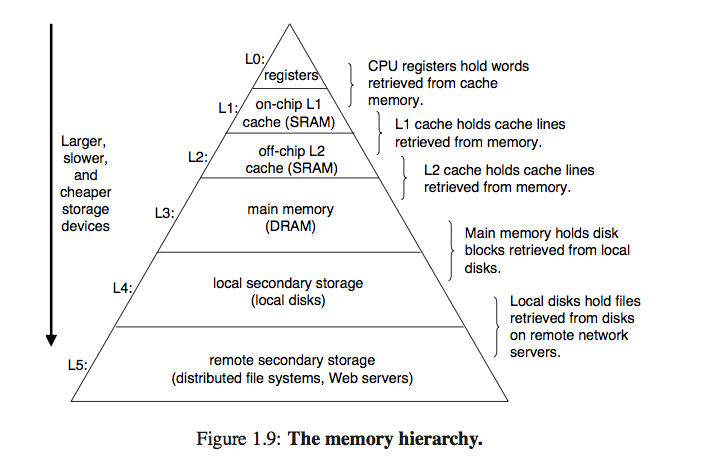 L0:
registers
CPU registers hold words
retrieved from cache
memory.
L1:
on-chip L1
cache (SRAM)
L1 cache holds cache lines
retrieved from memory.
L2:
off-chip L2
cache (SRAM)
L2 cache holds cache lines
retrieved from memory.
Larger,
slower,
and
cheaper
storage
devices
L3:
main memory
(DRAM)
Main memory holds disk
blocks retrieved from local
disks.
L4:
local secondary storage
(local disks)
Local disks hold files
retrieved from disks
on remote network
servers.
L5:
remote secondary storage
(distributed file systems, Web servers)
Figure 1.9: The memory hierarchy.